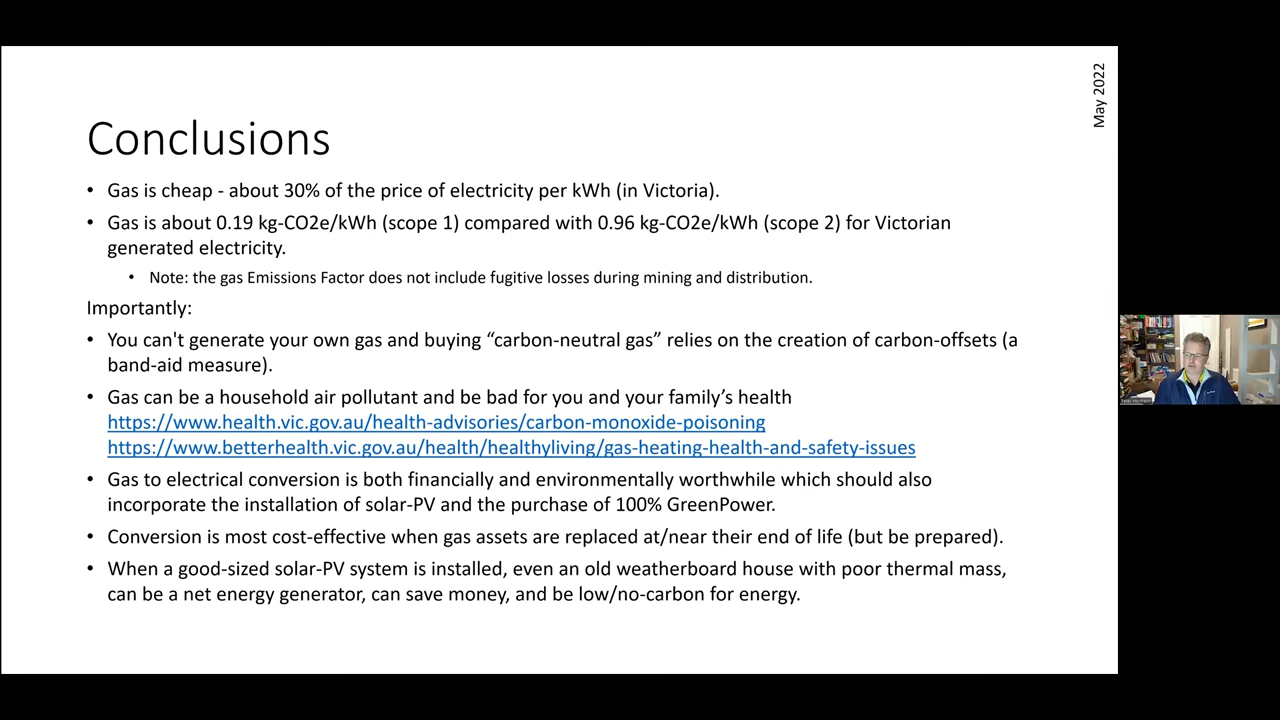 May 2022
Conclusions
• Gas is cheap - about 30% of the price of electricity per kWh (in Victoria).
• Gas is about 0.19 kg-CO2e/kWh (scope 1) compared with 0.96 kg-CO2e/kWh (scope 2) for Victorian
generated electricity.
• Note: the gas Emissions Factor does not include fugitive losses during mining and distribution.
Importantly:
• You can't generate your own gas and buying “carbon-neutral gas” relies on the creation of carbon-offsets (a
band-aid measure).
• Gas can be a household air pollutant and be bad for you and your family’s health
https://www.health.vic.gov.au/health-advisories/carbon-monoxide-poisoning
https://www.betterhealth.vic.gov.au/health/healthyliving/gas-heating-health-and-safety-issues
• Gas to electrical conversion is both financially and environmentally worthwhile which should also
incorporate the installation of solar-PV and the purchase of 100% GreenPower.
• Conversion is most cost-effective when gas assets are replaced at/near their end of life (but be prepared).
• When a good-sized solar-PV system is installed, even an old weatherboard house with poor thermal mass,
can be a net energy generator, can save money, and be low/no-carbon for energy.